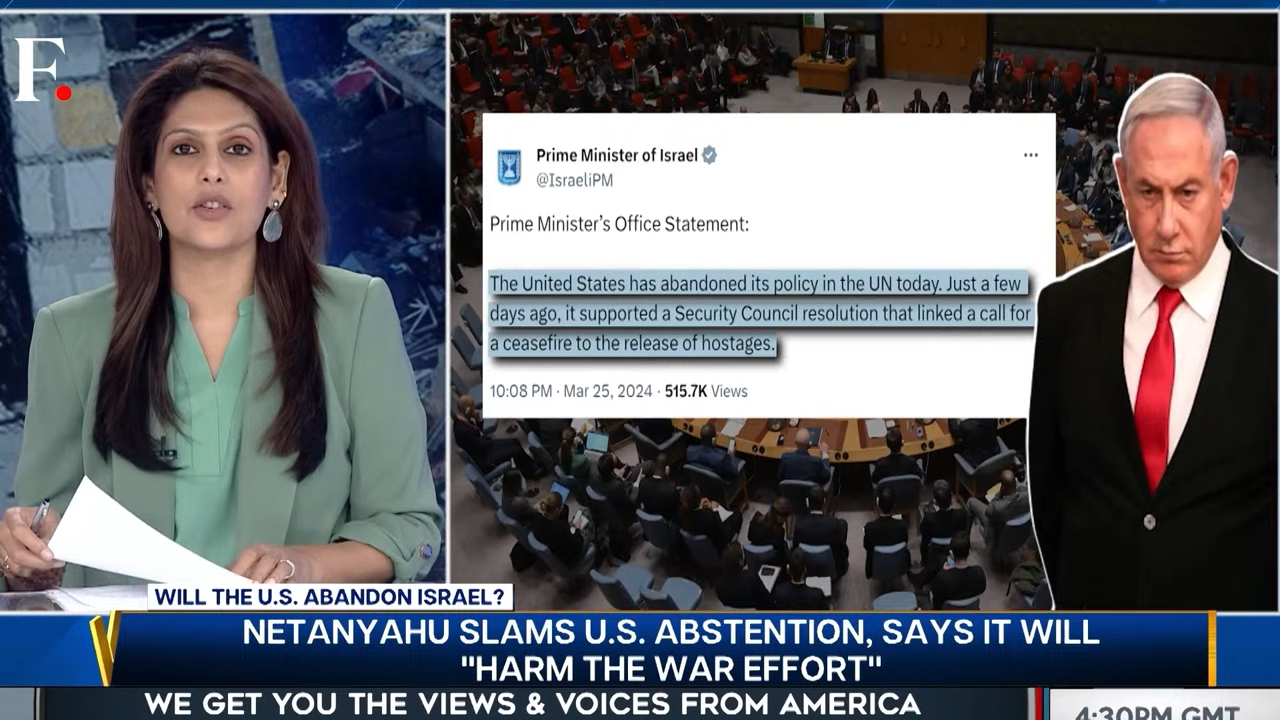 F.
Prime Minister of Israel
@IsraeliPM
Prime Minister's Office Statement:
The United States has abandoned its policy in the UN today. Just a few
days ago, it supported a Security Council resolution that linked a call for
a ceasefire to the release of hostages.
10:08 PM · Mar 25, 2024 · 515.7K Views
WILL THE U.S. ABANDON ISRAEL?
NETANYAHU SLAMS U.S. ABSTENTION, SAYS IT WILL
"HARM THE WAR EFFORT"
WE GET YOU THE VIEWS & VOICES FROM AMERICA
4:30PM GMT